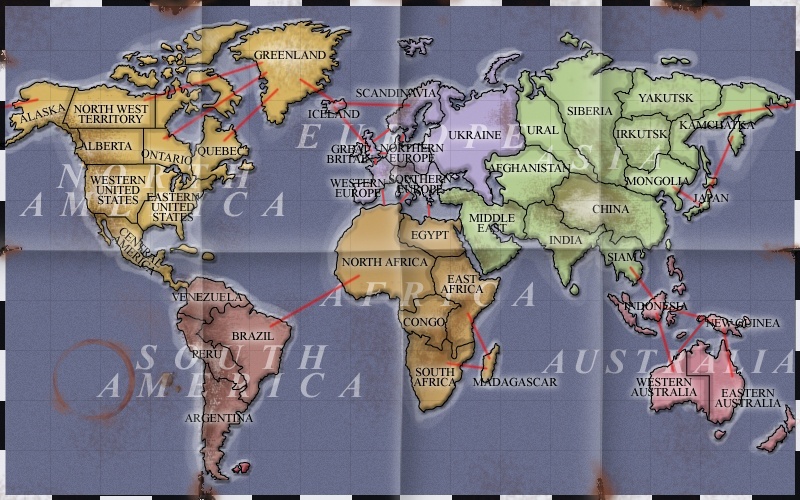 GREENLAND
ALASKA
NORTH WEST
TERRITORY
ALBERTA
ONTARIO
QUEBEC
WESTERN
UNITED
STATES
EASTERN
UNITED
STATES
CENTRAL
AMERICA
NORTH
AMERICA
VENEZUELA
BRAZIL
PERU
ARGENTINA
SOUTH
AMERICA
ICELAND
SCANDINAVIA
GREAT
BRITAIN
NORTHERN
EUROPE
WESTERN
EUROPE
SOUTHERN
EUROPE
UKRAINE
EUROPE
NORTH AFRICA
EGYPT
EAST
AFRICA
CONGO
SOUTH
AFRICA
MADAGASCAR
AFRICA
URAL
SIBERIA
YAKUTSK
KAMCHATKA
IRKUTSK
MONGOLIA
JAPAN
AFGHANISTAN
CHINA
MIDDLE
EAST
INDIA
SIAM
ASIA
INDONESIA
NEW GUINEA
WESTERN
AUSTRALIA
EASTERN
AUSTRALIA
AUSTRALIA